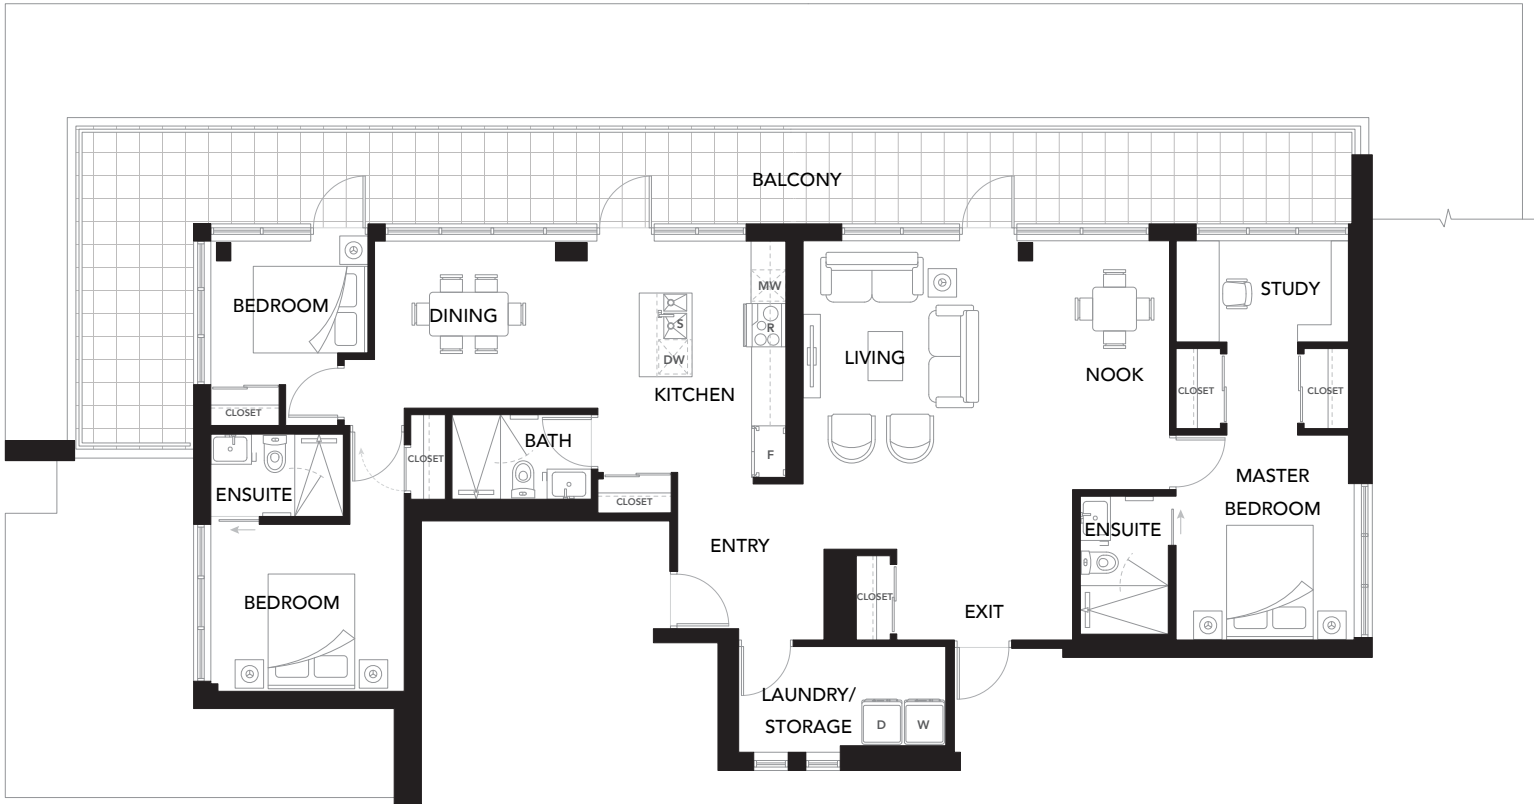 BALCONY
BEDROOM
DINING
MW
S
R
DW
KITCHEN
LIVING
NOOK
STUDY
CLOSET
CLOSET
CLOSET
CLOSET
BATH
F
CLOSET
ENSUITE
MASTER
BEDROOM
ENSUITE
ENTRY
BEDROOM
CLOSET
EXIT
LAUNDRY/
STORAGE
D
W